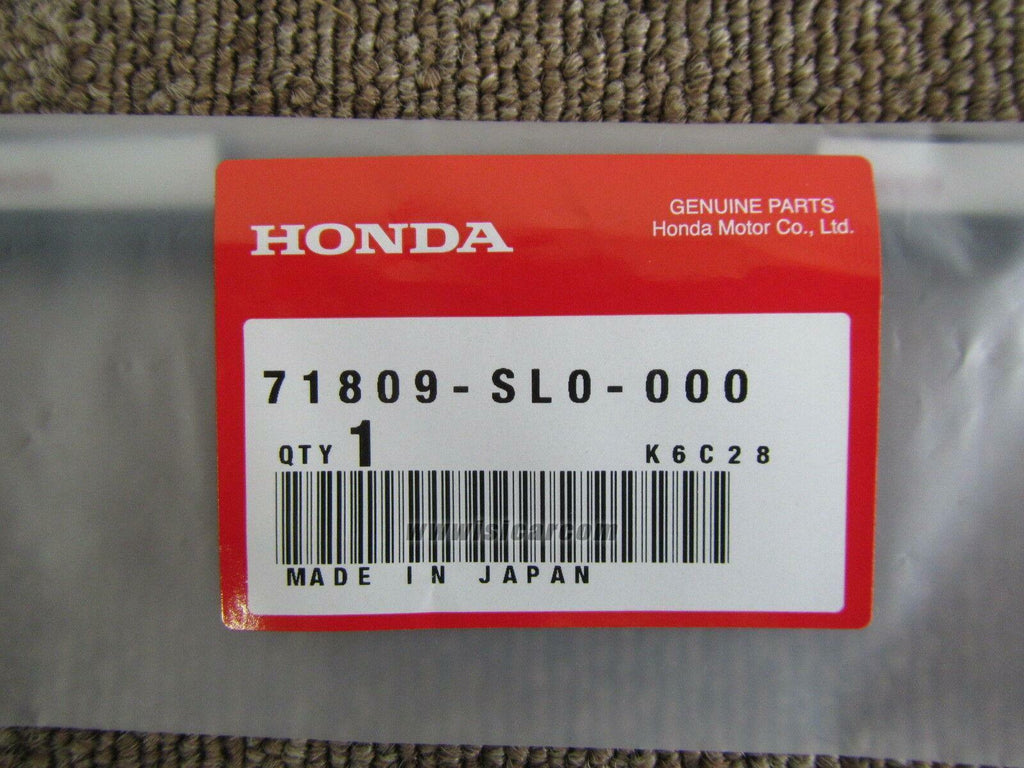 HONDA
GENUINE PARTS
Honda Motor Co., Ltd.
71809-SL0-000
QTY 1 K6C28
www.isicar.com
MADE IN JAPAN